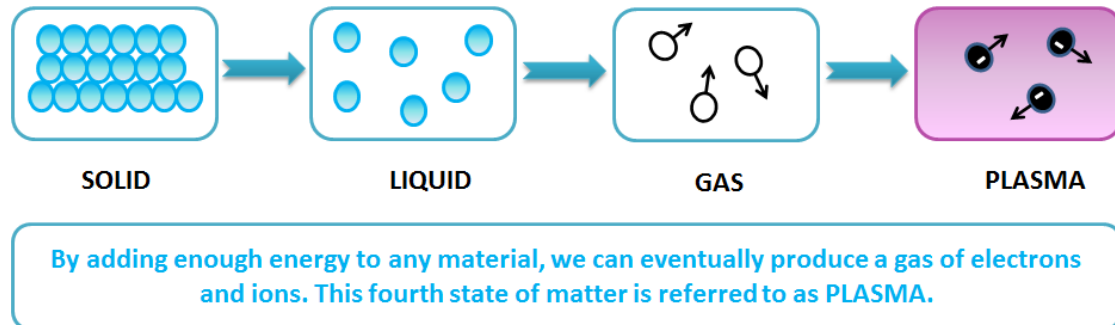 SOLID
LIQUID
GAS
PLASMA
By adding enough energy to any material, we can eventually produce a gas of electrons
and ions. This fourth state of matter is referred to as PLASMA.